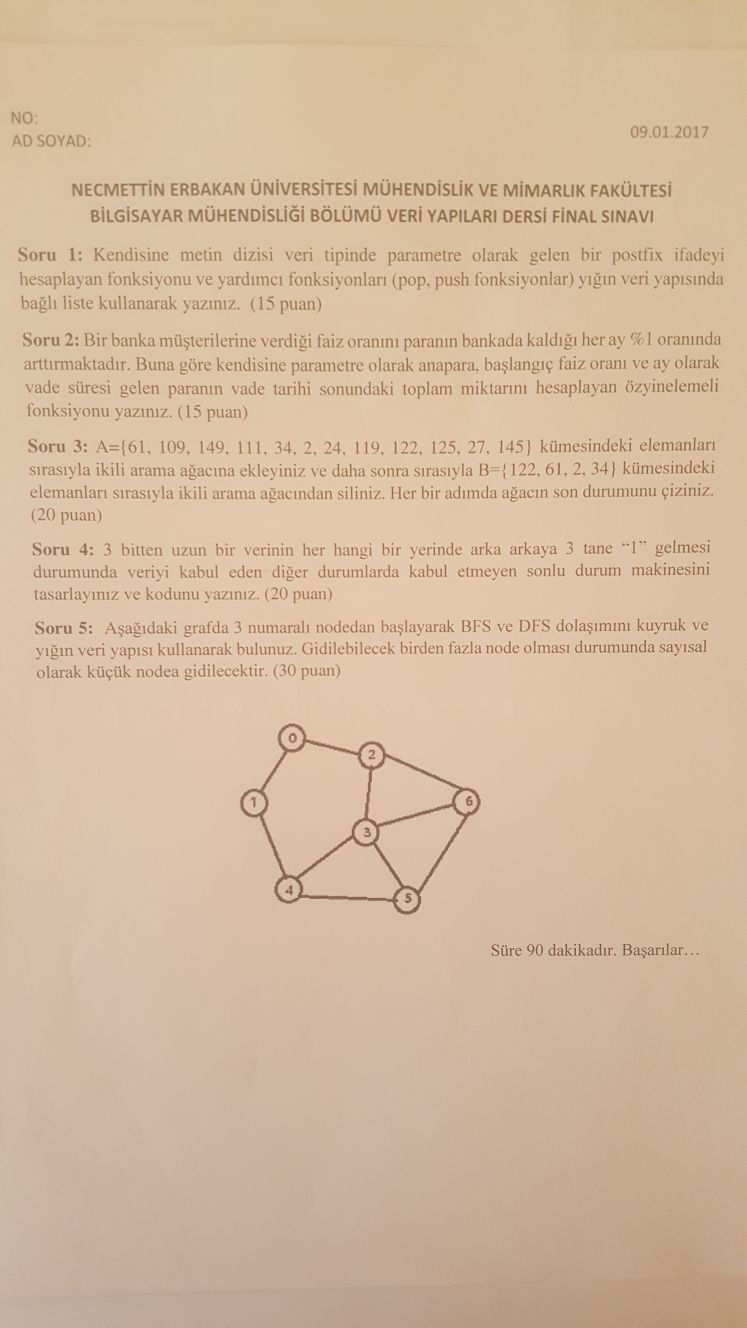 NO:
09.01.2017
AD SOYAD:
NECMETTİN ERBAKAN ÜNİVERSİTESİ MÜHENDİSLİK VE MİMARLIK FAKÜLTESİ
BİLGİSAYAR MÜHENDİSLİĞİ BÖLÜMÜ VERİ YAPILARI DERSİ FİNAL SINAVI
Soru 1: Kendisine metin dizisi veri tipinde parametre olarak gelen bir postfix ifadeyi
hesaplayan fonksiyonu ve yardımcı fonksiyonları (pop, push fonksiyonlar) yığın veri yapısında
bağlı liste kullanarak yazınız. (15 puan)
Soru 2: Bir banka müşterilerine verdiği faiz oranını paranın bankada kaldığı her ay %1 oranında
arttırmaktadır. Buna göre kendisine parametre olarak anapara, başlangıç faiz oranı ve ay olarak
vade süresi gelen paranın vade tarihi sonundaki toplam miktarını hesaplayan özyinelemeli
fonksiyonu yazınız. (15 puan)
Soru 3: A={61, 109, 149, 111, 34, 2, 24, 119, 122, 125, 27, 145} kümesindeki elemanları
sırasıyla ikili arama ağacına ekleyiniz ve daha sonra sırasıyla B={122, 61, 2, 34} kümesindeki
elemanları sırasıyla ikili arama ağacından siliniz. Her bir adımda ağacın son durumunu çiziniz.
(20 puan)
Soru 4: 3 bitten uzun bir verinin her hangi bir yerinde arka arkaya 3 tane “1” gelmesi
durumunda veriyi kabul eden diğer durumlarda kabul etmeyen sonlu durum makinesini
tasarlayınız ve kodunu yazınız. (20 puan)
Soru 5: Aşağıdaki grafda 3 numaralı nodedan başlayarak BFS ve DFS dolaşımını kuyruk ve
yığın veri yapısı kullanarak bulunuz. Gidilebilecek birden fazla node olması durumunda sayısal
olarak küçük nodea gidilecektir. (30 puan)
0
2
1
6
3
4
5
Süre 90 dakikadır. Başarılar…